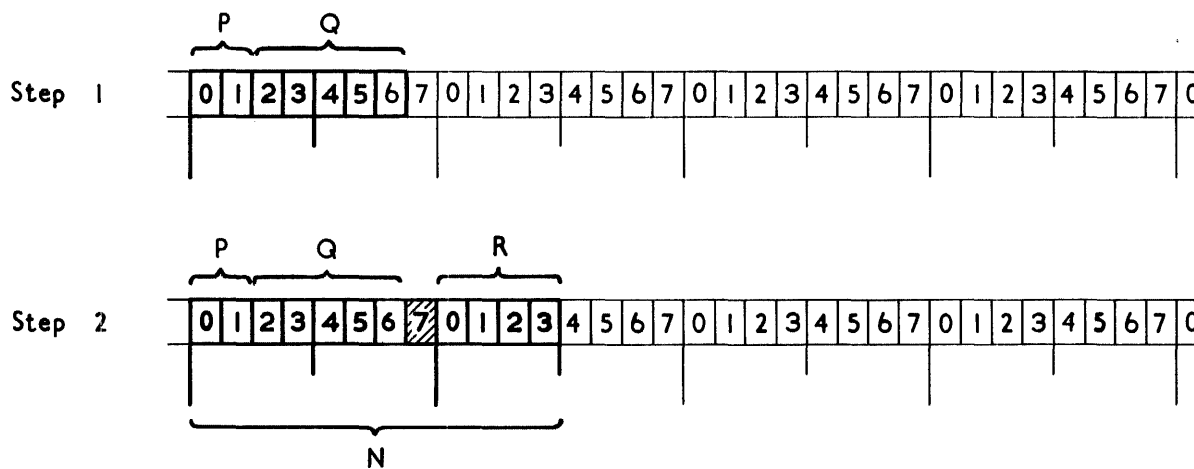 P Q
Step 1 0 1 2 3 4 5 6 7 0 1 2 3 4 5 6 7 0 1 2 3 4 5 6 7 0 1 2 3 4 5 6 7 0
P Q R
Step 2 0 1 2 3 4 5 6 7 0 1 2 3 4 5 6 7 0 1 2 3 4 5 6 7 0 1 2 3 4 5 6 7 0
N